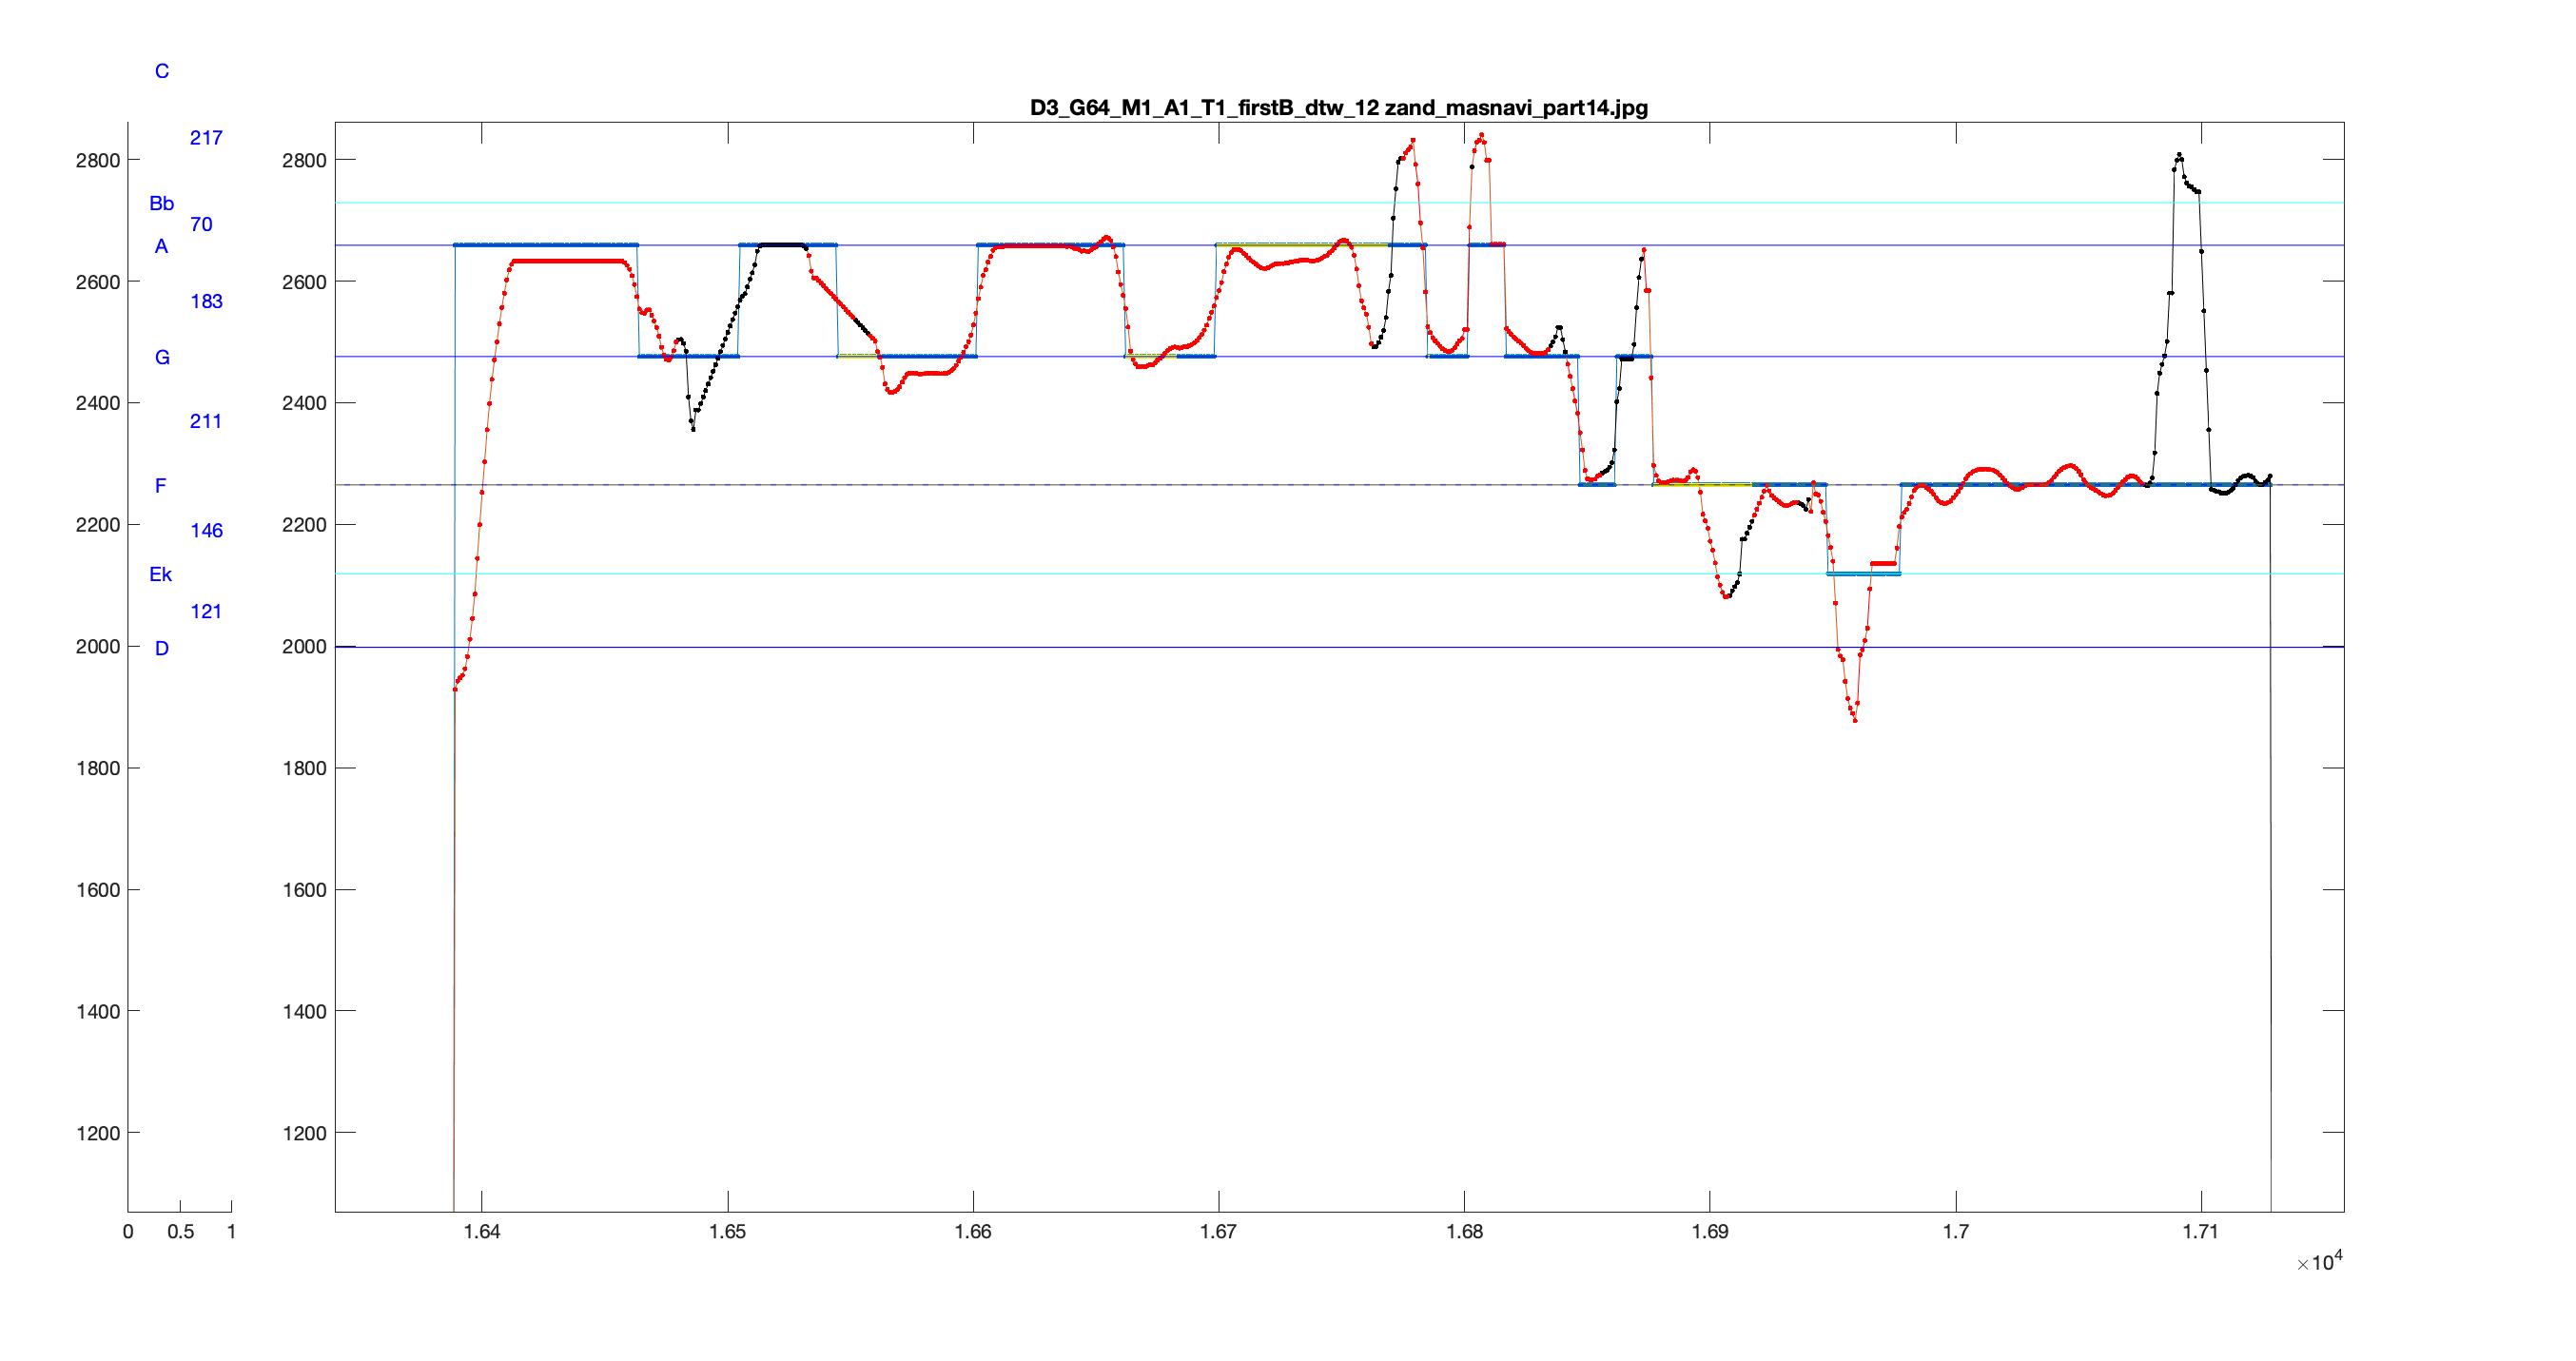 C
D3_G64_M1_A1_T1_firstB_dtw_12 zand_masnavi_part14.jpg
217
2800 2800
Bb
70
A
2600 2600
183
G
2400 2400
211
F
2200 2200
146
Ek
121
2000 D 2000
1800 1800
1600 1600
1400 1400
1200 1200
0 0.5 1 1.64 1.65 1.66 1.67 1.68 1.69 1.7 1.71
×10⁴